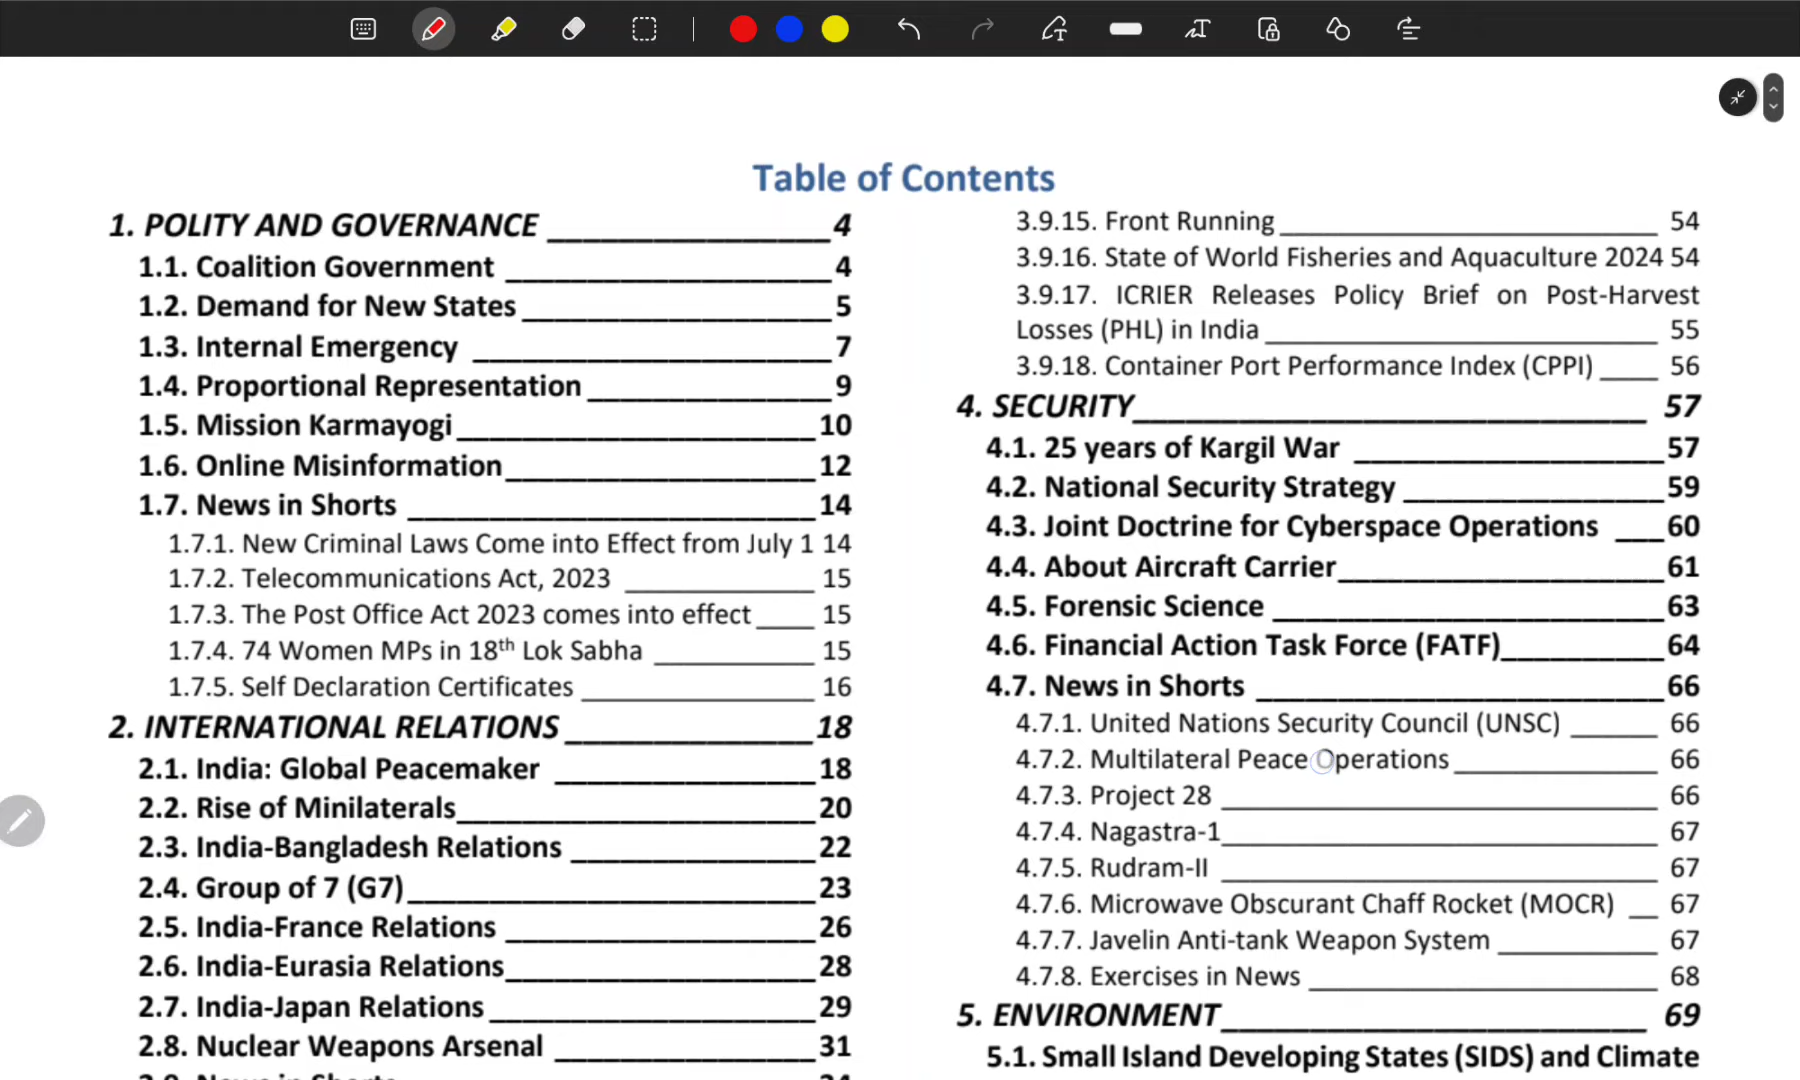 Table of Contents
1. POLITY AND GOVERNANCE 4
1.1. Coalition Government 4
1.2. Demand for New States 5
1.3. Internal Emergency 7
1.4. Proportional Representation 9
1.5. Mission Karmayogi 10
1.6. Online Misinformation 12
1.7. News in Shorts 14
1.7.1. New Criminal Laws Come into Effect from July 1 14
1.7.2. Telecommunications Act, 2023 15
1.7.3. The Post Office Act 2023 comes into effect 15
1.7.4. 74 Women MPs in 18th Lok Sabha 15
1.7.5. Self Declaration Certificates 16
2. INTERNATIONAL RELATIONS 18
2.1. India: Global Peacemaker 18
2.2. Rise of Minilaterals 20
2.3. India-Bangladesh Relations 22
2.4. Group of 7 (G7) 23
2.5. India-France Relations 26
2.6. India-Eurasia Relations 28
2.7. India-Japan Relations 29
2.8. Nuclear Weapons Arsenal 31
3.9.15. Front Running 54
3.9.16. State of World Fisheries and Aquaculture 2024 54
3.9.17. ICRIER Releases Policy Brief on Post-Harvest
Losses (PHL) in India 55
3.9.18. Container Port Performance Index (CPPI) 56
4. SECURITY 57
4.1. 25 years of Kargil War 57
4.2. National Security Strategy 59
4.3. Joint Doctrine for Cyberspace Operations 60
4.4. About Aircraft Carrier 61
4.5. Forensic Science 63
4.6. Financial Action Task Force (FATF) 64
4.7. News in Shorts 66
4.7.1. United Nations Security Council (UNSC) 66
4.7.2. Multilateral Peace Operations 66
4.7.3. Project 28 66
4.7.4. Nagastra-1 67
4.7.5. Rudram-II 67
4.7.6. Microwave Obscurant Chaff Rocket (MOCR) 67
4.7.7. Javelin Anti-tank Weapon System 67
4.7.8. Exercises in News 68
5. ENVIRONMENT 69
5.1. Small Island Developing States (SIDS) and Climate